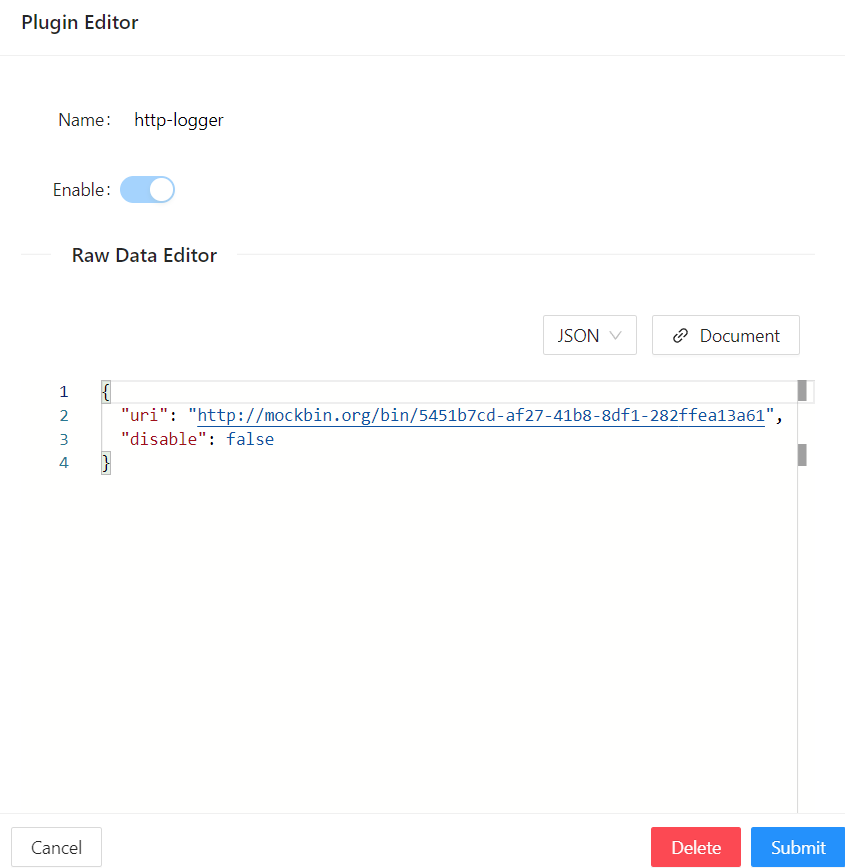 Plugin Editor
Name: http-logger
Enable:
Raw Data Editor
JSON Document
1 {
2 "uri": "http://mockbin.org/bin/5451b7cd-af27-41b8-8df1-282ffea13a61",
3 "disable": false
4 }
Cancel Delete Submit